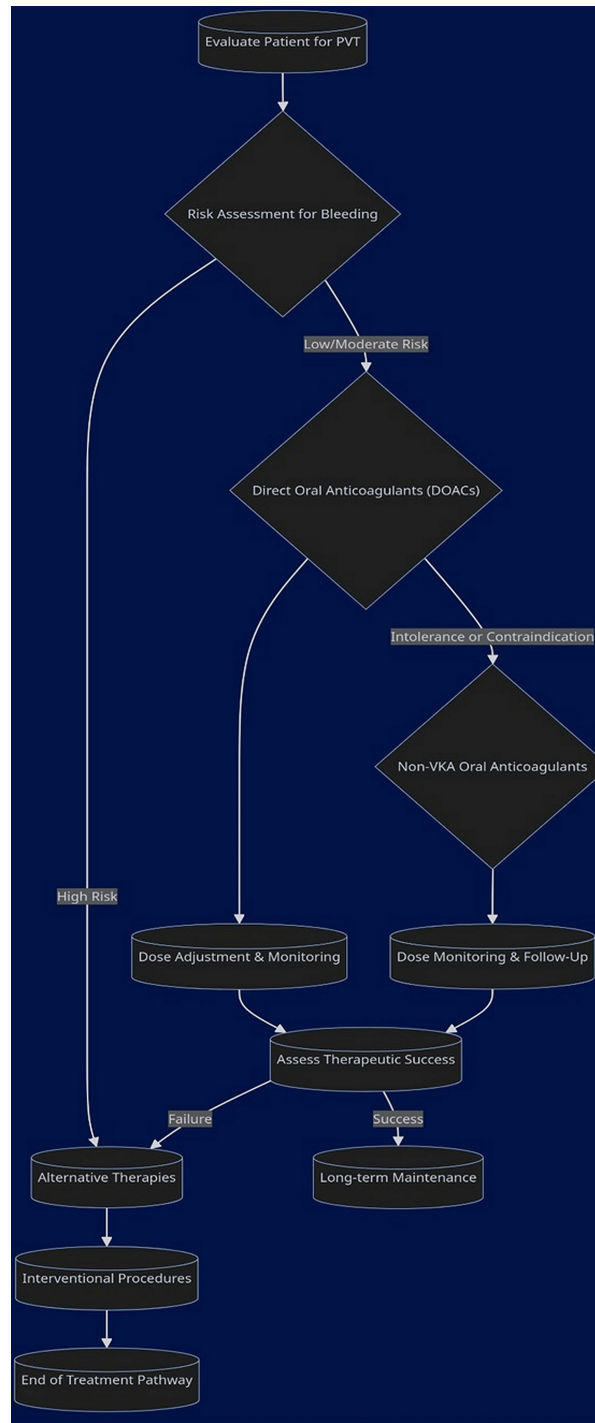 Evaluate Patient for PVT
Risk Assessment for Bleeding
Low/Moderate Risk
Direct Oral Anticoagulants (DOACs)
Intolerance or Contraindication
Non-VKA Oral Anticoagulants
High Risk
Dose Adjustment & Monitoring
Dose Monitoring & Follow-Up
Assess Therapeutic Success
Failure
Success
Alternative Therapies
Long-term Maintenance
Interventional Procedures
End of Treatment Pathway